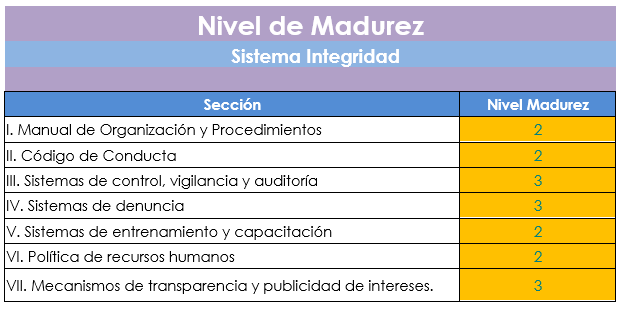 Nivel de Madurez
Sistema Integridad
Sección Nivel Madurez
I. Manual de Organización y Procedimientos 2
II. Código de Conducta 2
III. Sistemas de control, vigilancia y auditoría 3
IV. Sistemas de denuncia 3
V. Sistemas de entrenamiento y capacitación 2
VI. Política de recursos humanos 2
VII. Mecanismos de transparencia y publicidad de intereses. 3